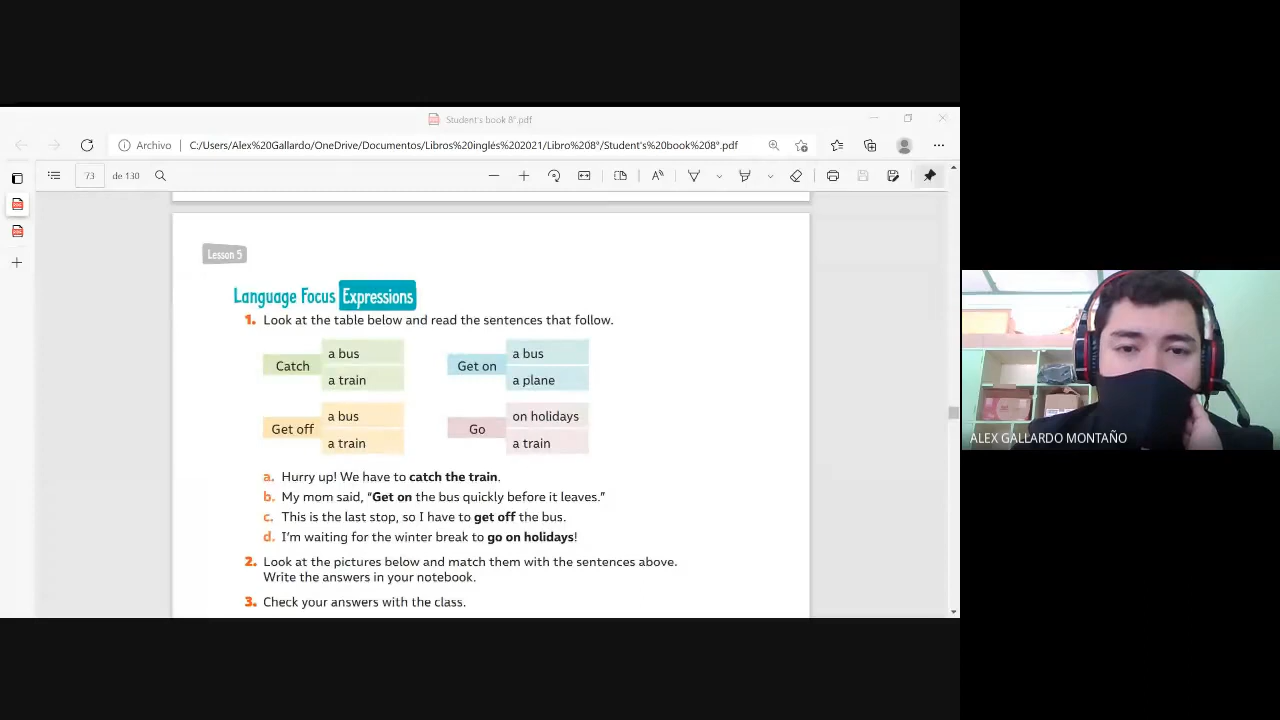 Student's book 8°.pdf
Archivo
C:/Users/Alex%20Gallardo/OneDrive/Documentos/Libros%20inglés%202021/Libro%208°/Student's%20book%208°.pdf
73
de 130
Lesson 5
Language Focus Expressions
1. Look at the table below and read the sentences that follow.
Catch
a bus
a train
Get on
a bus
a plane
Get off
a bus
a train
Go
on holidays
a train
a. Hurry up! We have to catch the train.
b. My mom said, “Get on the bus quickly before it leaves.”
c. This is the last stop, so I have to get off the bus.
d. I’m waiting for the winter break to go on holidays!
2. Look at the pictures below and match them with the sentences above.
Write the answers in your notebook.
3. Check your answers with the class.
ALEX GALLARDO MONTAÑO